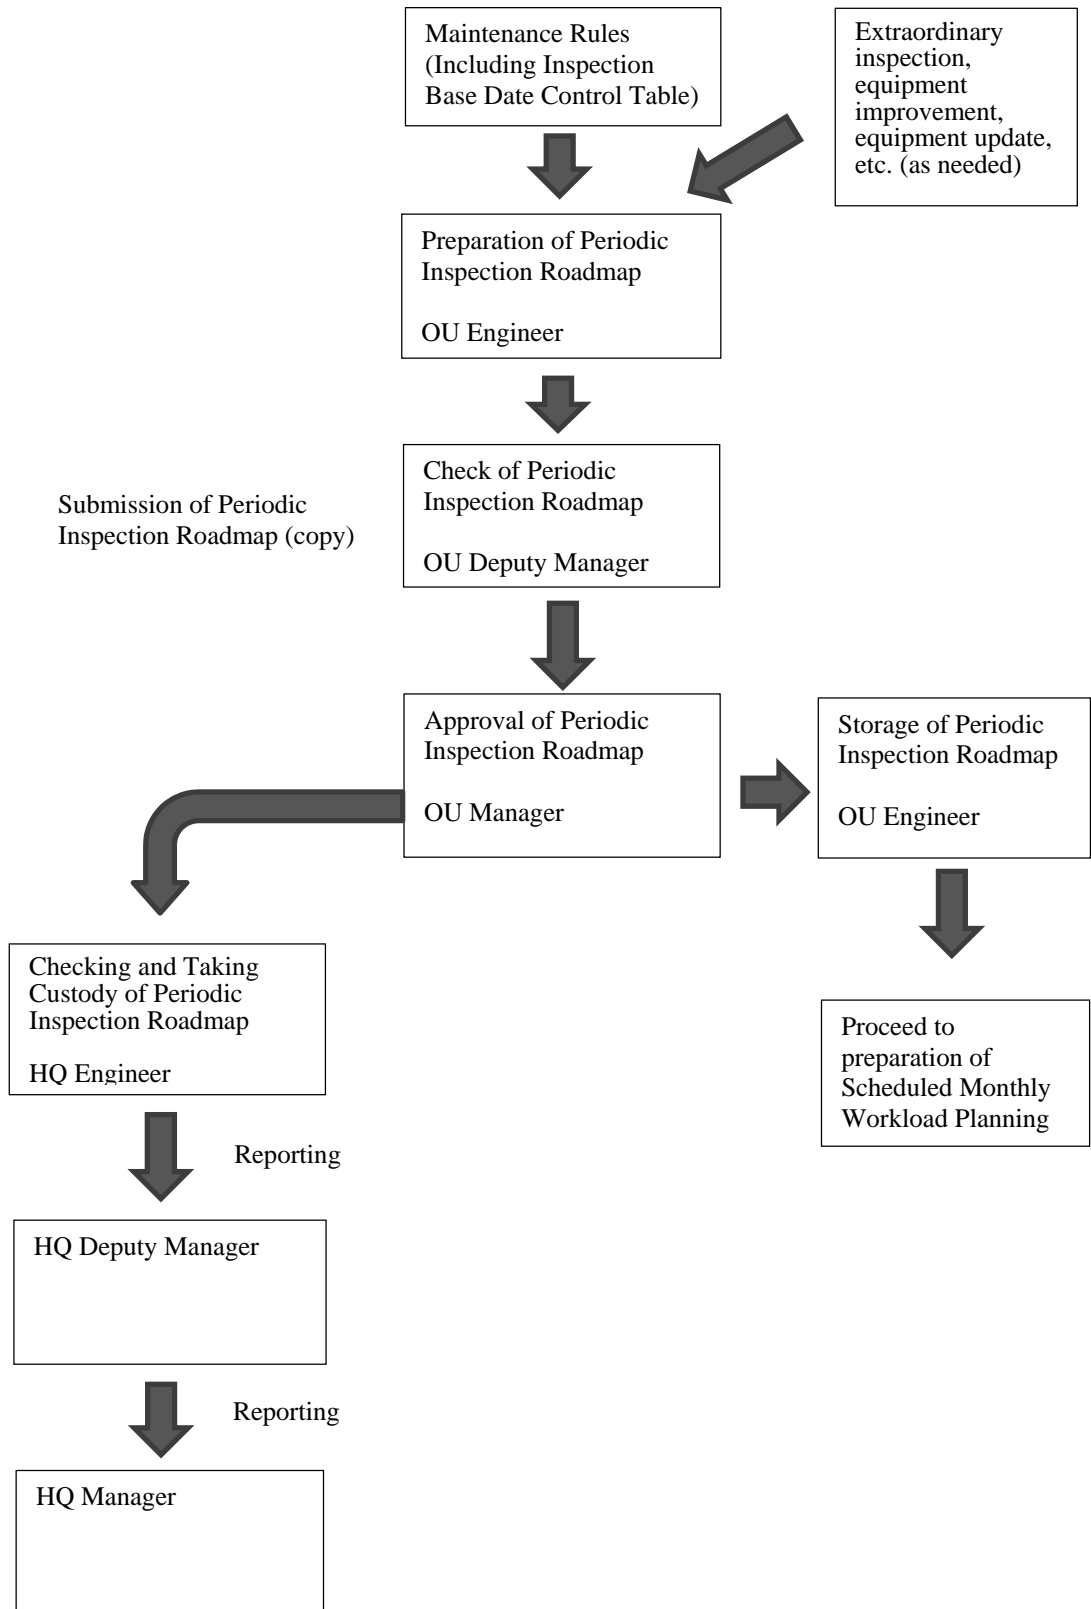 Maintenance Rules
(Including Inspection
Base Date Control Table)
Extraordinary
inspection,
equipment
improvement,
equipment update,
etc. (as needed)
Preparation of Periodic
Inspection Roadmap
OU Engineer
Check of Periodic
Inspection Roadmap
OU Deputy Manager
Submission of Periodic
Inspection Roadmap (copy)
Approval of Periodic
Inspection Roadmap
OU Manager
Storage of Periodic
Inspection Roadmap
OU Engineer
Checking and Taking
Custody of Periodic
Inspection Roadmap
HQ Engineer
Proceed to
preparation of
Scheduled Monthly
Workload Planning
Reporting
HQ Deputy Manager
Reporting
HQ Manager